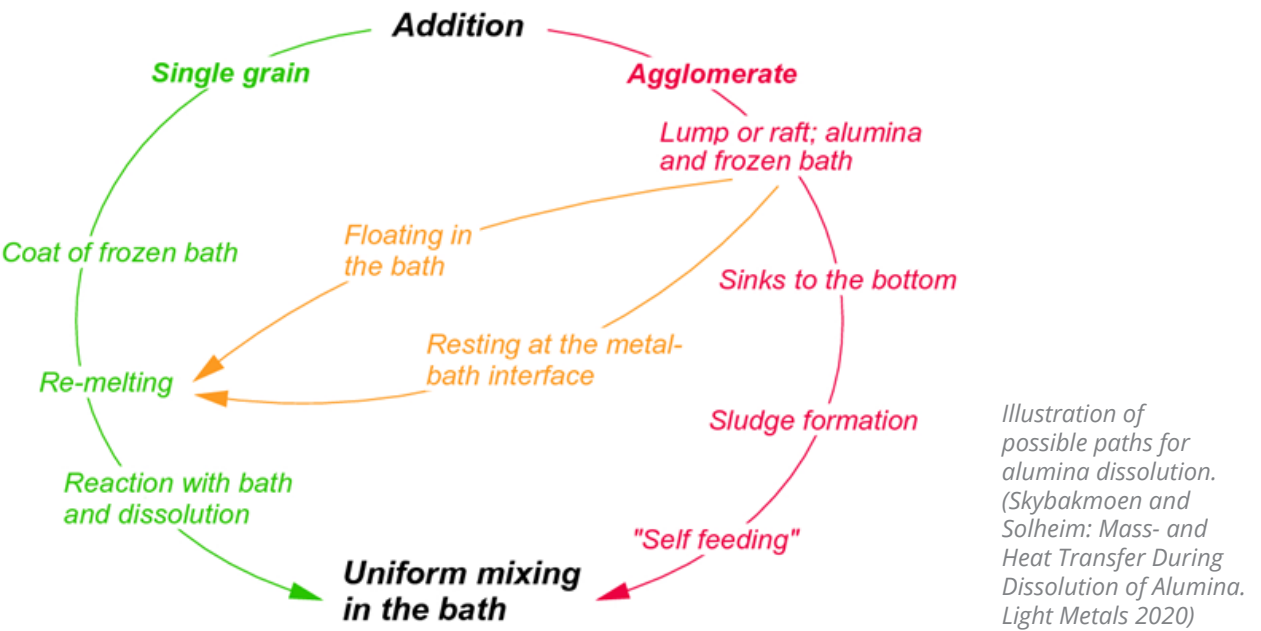 Addition
Single grain
Agglomerate
Lump or raft; alumina
and frozen bath
Floating in
the bath
Coat of frozen bath
Sinks to the bottom
Resting at the metal-
bath interface
Re-melting
Sludge formation
Reaction with bath
and dissolution
"Self feeding"
Uniform mixing
in the bath
Illustration of
possible paths for
alumina dissolution.
(Skybakmoen and
Solheim: Mass- and
Heat Transfer During
Dissolution of Alumina.
Light Metals 2020)